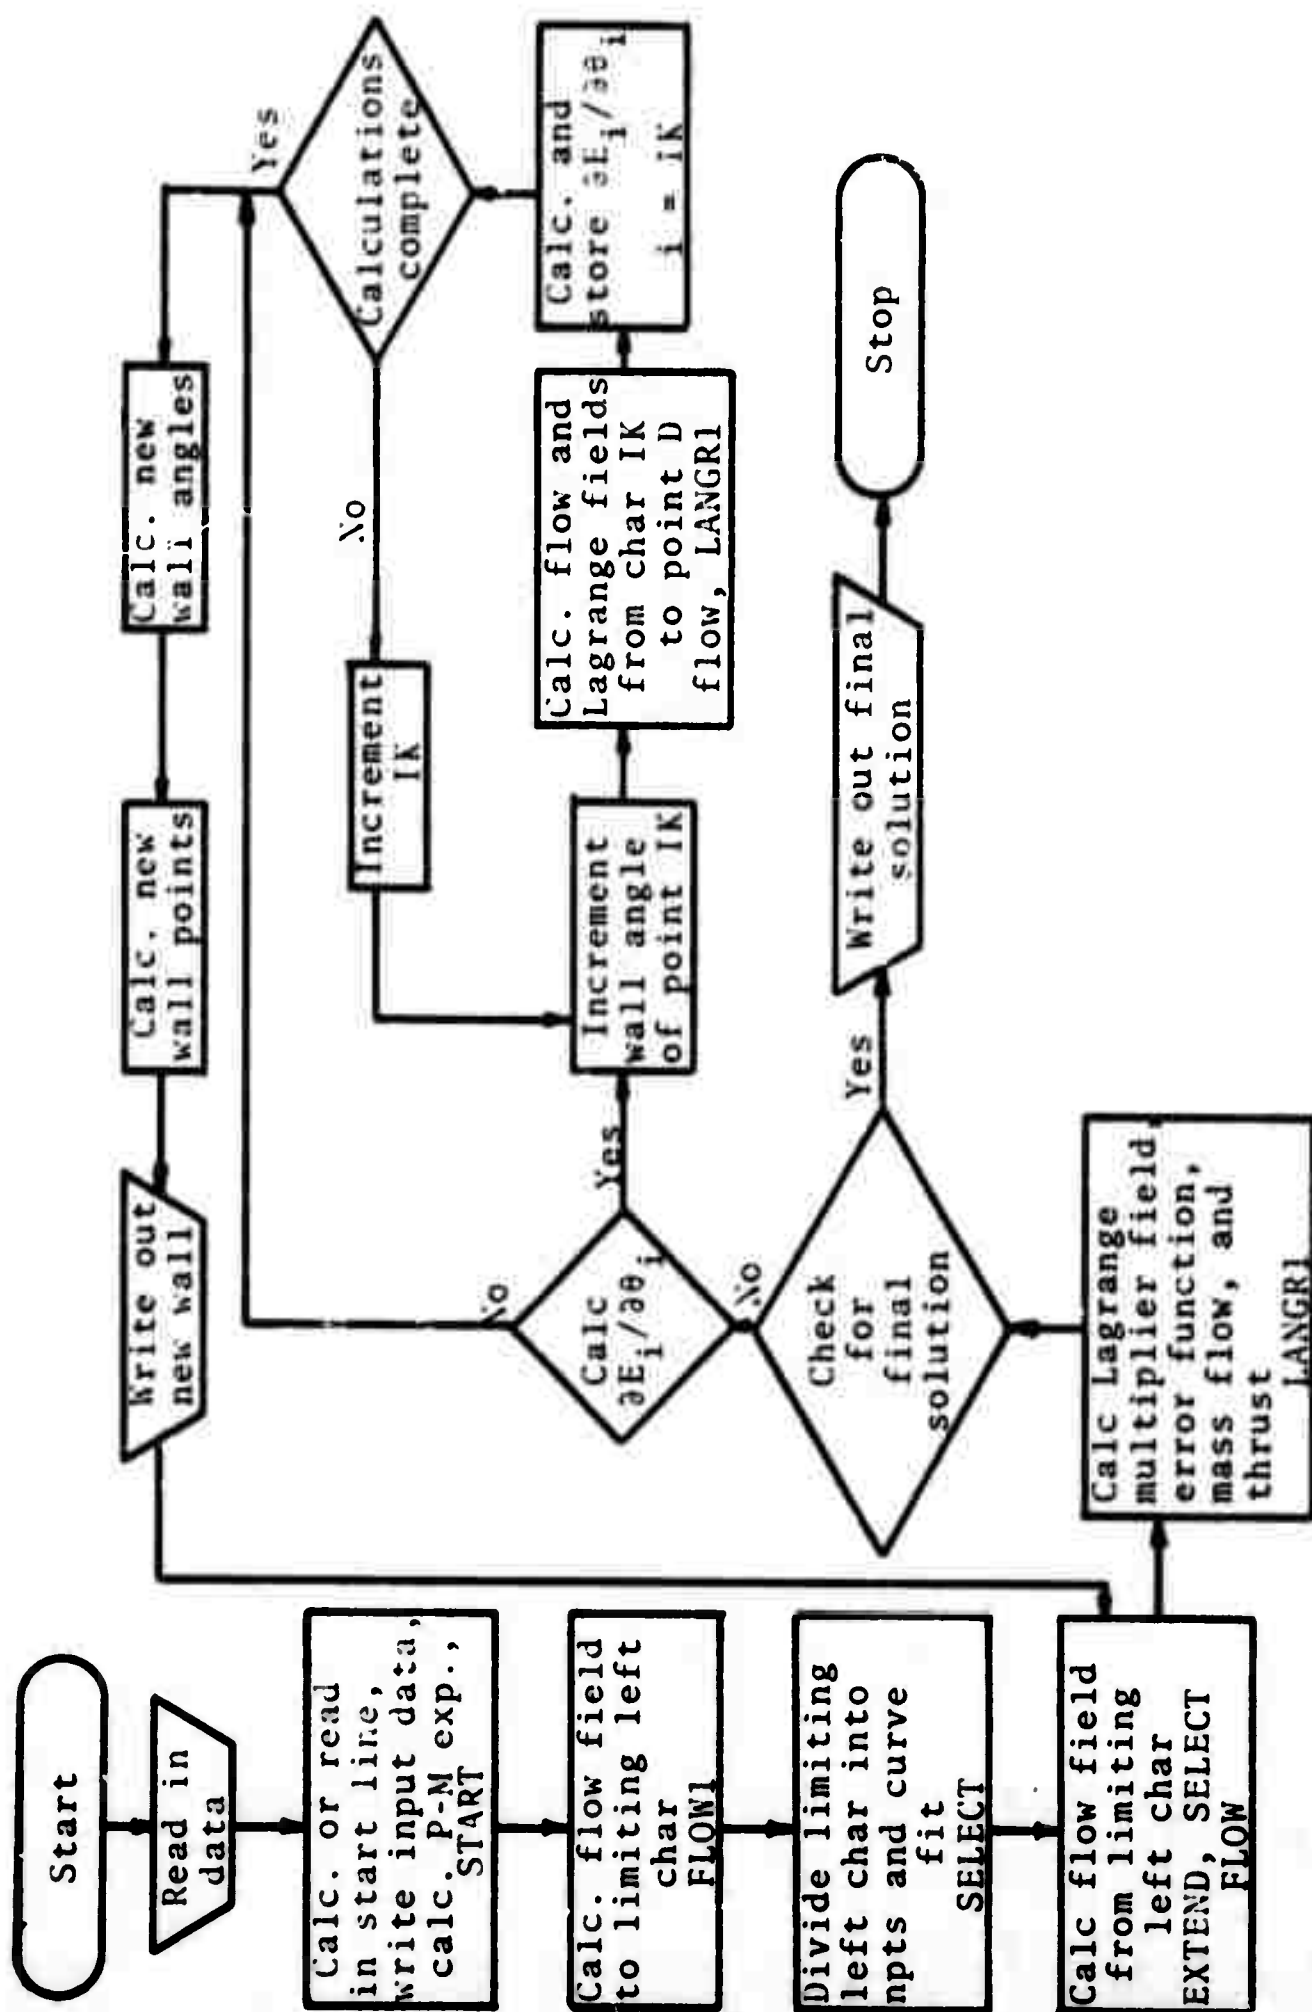 Start
Read in
data
Calc. or read
in start line,
write input data,
calc. P-M exp.,
START
Calc. flow field
to limiting left
char
FLOW1
Divide limiting
left char into
npts and curve
fit
SELECT
Calc flow field
from limiting
left char
EXTEND, SELECT
FLOW
Calc Lagrange
multiplier field,
error function,
mass flow, and
thrust
LANGR1
Check
for
final
solution
Yes
Write out final
solution
Stop
No
Calc
∂E_i/∂θ_i
Yes
Increment
wall angle
of point IK
Calc. flow and
Lagrange fields
from char IK
to point D
flow, LANGR1
Calc. and
store ∂E_i/∂θ_i
i = iK
Calculations
complete
No
Increment
IK
Yes
No
Calc. new
wall angles
Calc. new
wall points
Write out
new wall